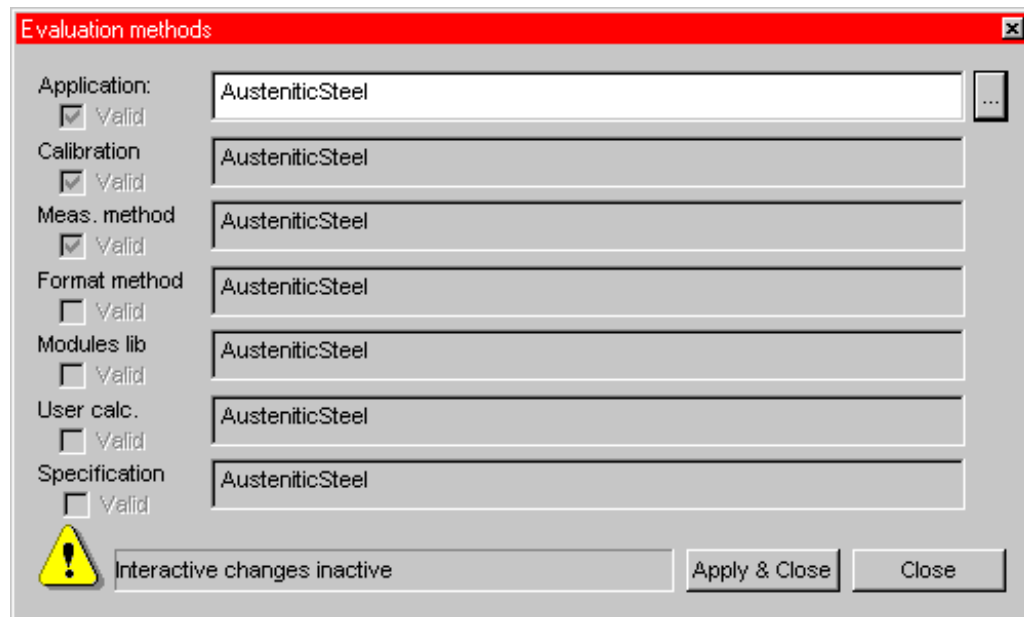 Evaluation methods
Application:
AusteniticSteel
...
Valid
Calibration
AusteniticSteel
Valid
Meas. method
AusteniticSteel
Valid
Format method
AusteniticSteel
Valid
Modules lib
AusteniticSteel
Valid
User calc.
AusteniticSteel
Valid
Specification
AusteniticSteel
Valid
Interactive changes inactive
Apply & Close
Close